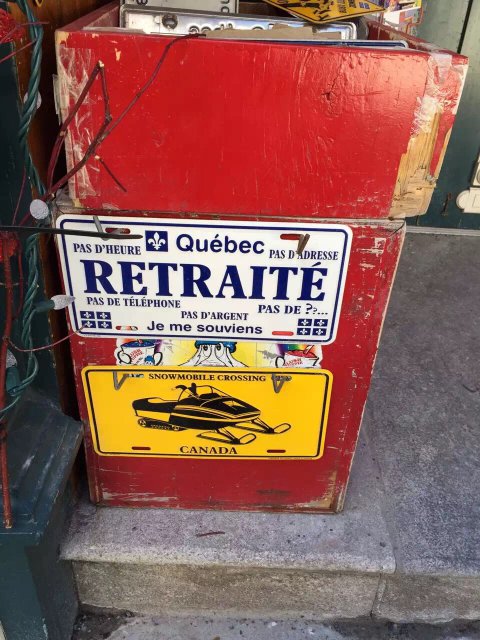 Québec
PAS D'HEURE
PAS D'ADRESSE
RETRAITÉ
PAS DE TÉLÉPHONE
PAS DE ??...
PAS D'ARGENT
Je me souviens
SNOWMOBILE CROSSING
CANADA